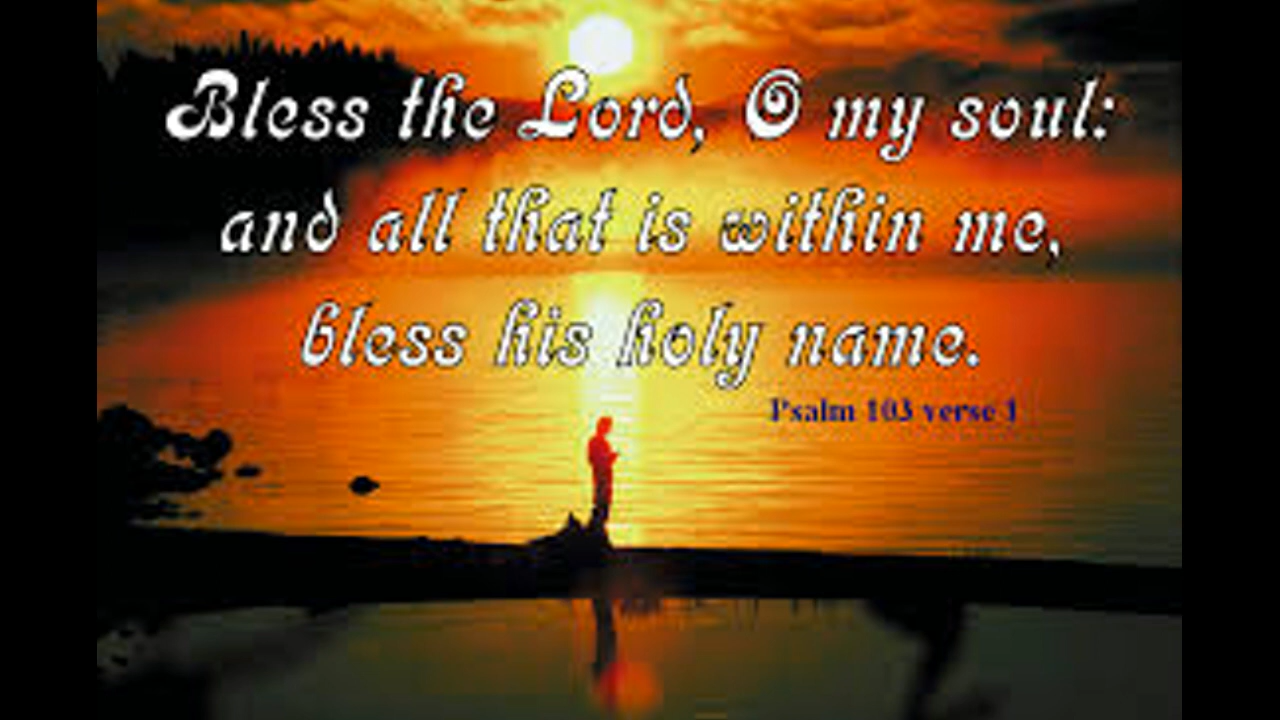 Bless the Lord, O my soul:
and all that is within me,
bless his holy name.
Psalm 103 verse 1